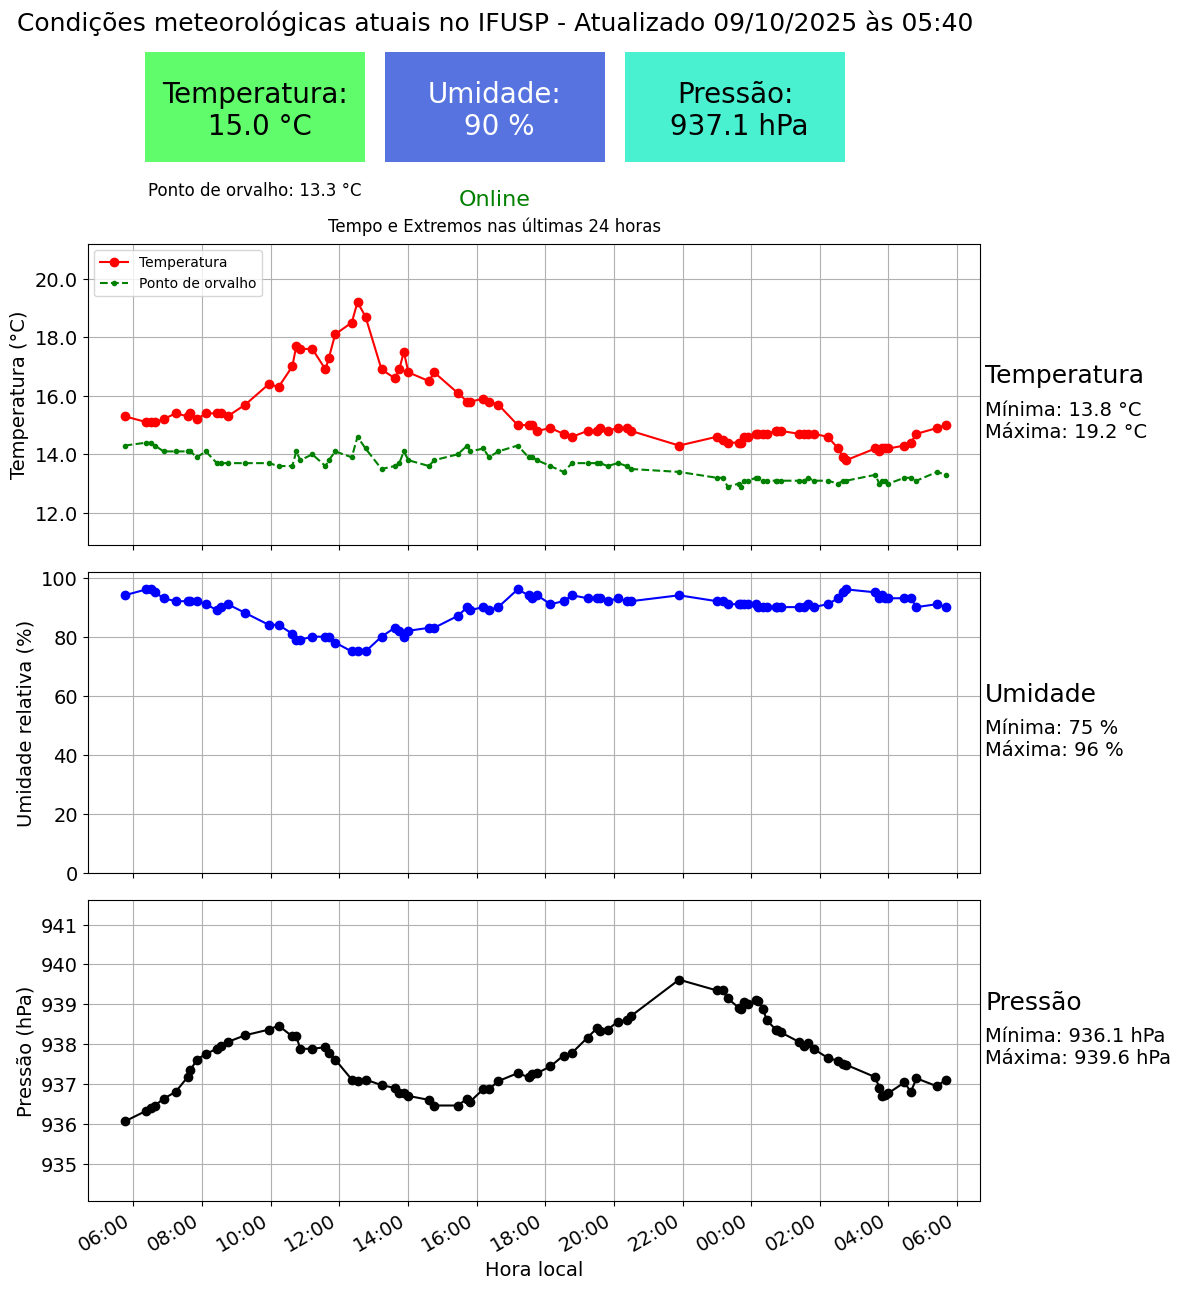 Condições meteorológicas atuais no IFUSP - Atualizado 09/10/2025 às 05:40
Temperatura:
15.0 °C
Umidade:
90 %
Pressão:
937.1 hPa
Ponto de orvalho: 13.3 °C
Online
Tempo e Extremos nas últimas 24 horas
Temperatura
Ponto de orvalho
Temperatura (°C)
20.0
18.0
16.0
14.0
12.0
Temperatura
Mínima: 13.8 °C
Máxima: 19.2 °C
Umidade relativa (%)
100
80
60
40
20
0
Umidade
Mínima: 75 %
Máxima: 96 %
Pressão (hPa)
941
940
939
938
937
936
935
Pressão
Mínima: 936.1 hPa
Máxima: 939.6 hPa
06:00 08:00 10:00 12:00 14:00 16:00 18:00 20:00 22:00 00:00 02:00 04:00 06:00
Hora local